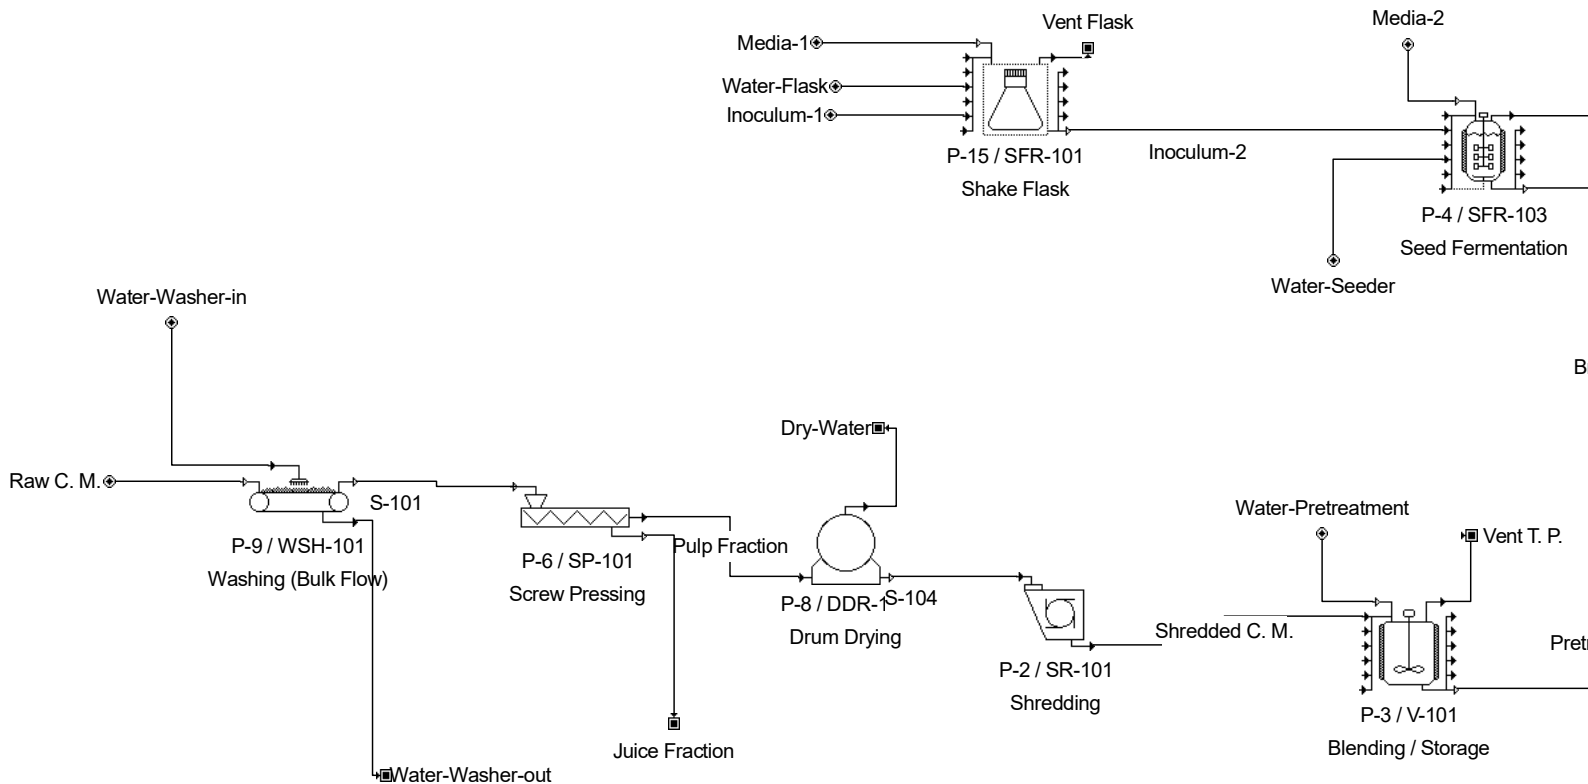 Vent Flask
Media-2
Media-1
Water-Flask
Inoculum-1
P-15 / SFR-101
Shake Flask
Inoculum-2
P-4 / SFR-103
Seed Fermentation
Water-Seeder
Water-Washer-in
B
Dry-Water
Raw C. M.
S-101
P-9 / WSH-101
Washing (Bulk Flow)
P-6 / SP-101
Screw Pressing
Pulp Fraction
P-8 / DDR-1
S-104
Drum Drying
Water-Pretreatment
Vent T. P.
Shredded C. M.
Pretr
P-2 / SR-101
Shredding
P-3 / V-101
Blending / Storage
Juice Fraction
Water-Washer-out